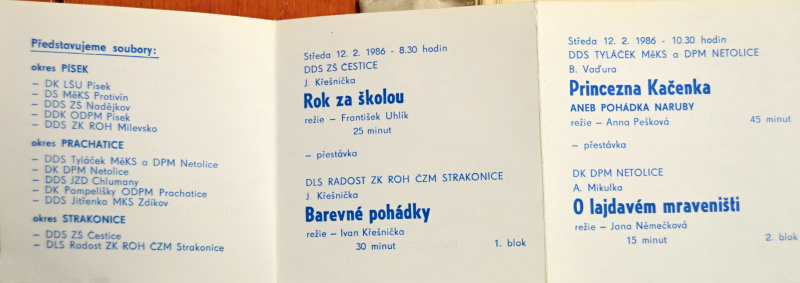 Představujeme soubory:
okres PÍSEK
– DK LŠU Písek
– DS MěKS Protivín
– DDS ZŠ Nadějkov
– DDK ODPM Písek
– DDS ZK ROH Milevsko
okres PRACHATICE
– DDS Tyláček MěKS a DPM Netolice
– DK DPM Netolice
– DDS JZD Chlumany
– DK Pampelišky ODPM Prachatice
– DDS Jitřenka MKS Zdíkov
okres STRAKONICE
– DDS ZŠ Čestice
– DLS Radost ZK ROH ČZM Strakonice
Středa 12. 2. 1986 - 8.30 hodin
DDS ZŠ ČESTICE
J. Křešnička
Rok za školou
režie – František Uhlík
25 minut
– přestávka
DLS RADOST ZK ROH ČZM STRAKONICE
J. Křešnička
Barevné pohádky
režie – Ivan Křešnička
30 minut
1. blok
Středa 12. 2. 1986 - 10.30 hodin
DDS TYLÁČEK MěKS a DPM NETOLICE
B. Vaďura
Princezna Kačenka
ANEB POHÁDKA NARUBY
režie – Anna Pešková
45 minut
– přestávka
DK DPM NETOLICE
A. Mikulka
O lajdavém mraveništi
režie – Jana Němečková
15 minut
2. blok